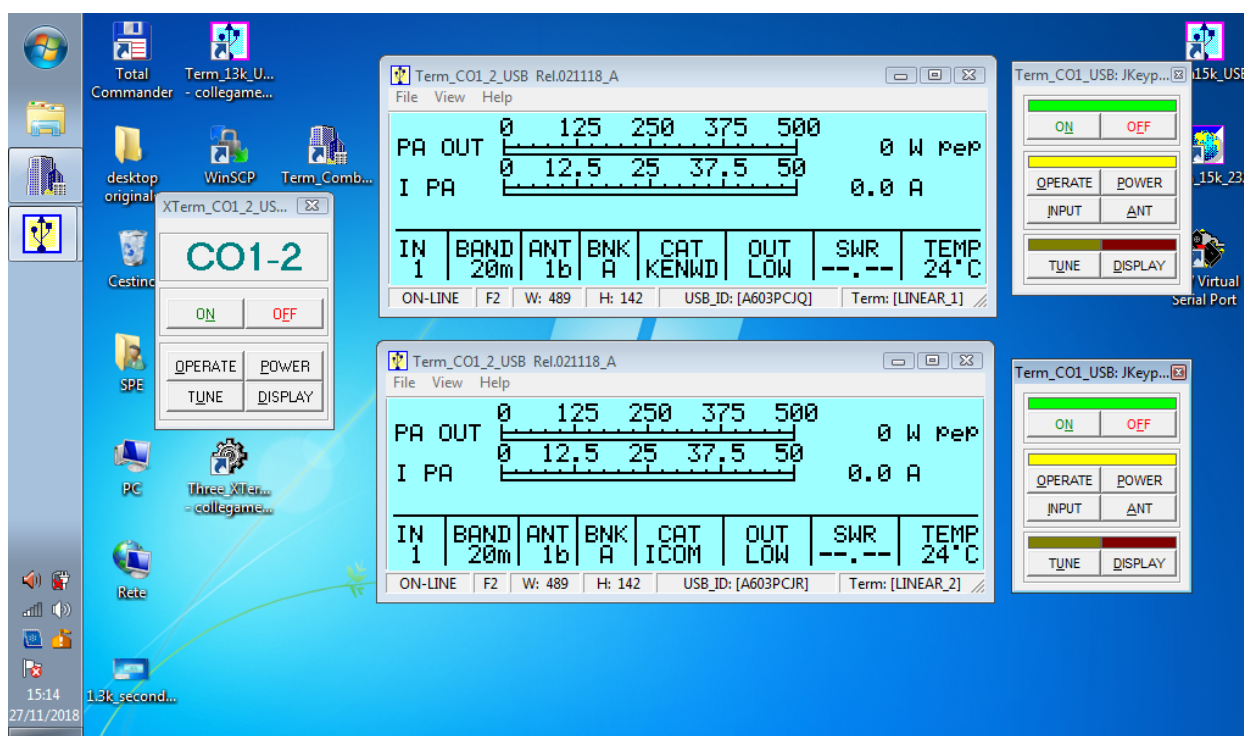 Total
Commander
Term_13k_U...
- collegame...
desktop
original
WinSCP
Term_Comb...
Cestino
SPE
PC
Three_XTer...
- collegame...
Rete
1.3k_second...
15:14
27/11/2018
XTerm_CO1_2_US...
CO1-2
ON OFF
OPERATE POWER
TUNE DISPLAY
Term_CO1_2_USB Rel.021118_A
File View Help
0 125 250 375 500
PA OUT 0 W pep
0 12.5 25 37.5 50
I PA 0.0 A
IN BAND ANT BNK CAT OUT SWR TEMP
1 20m 1b A KENWD LOW --.-- 24°C
ON-LINE F2 W: 489 H: 142 USB_ID: [A603PCJQ] Term: [LINEAR_1]
Term_CO1_2_USB Rel.021118_A
File View Help
0 125 250 375 500
PA OUT 0 W pep
0 12.5 25 37.5 50
I PA 0.0 A
IN BAND ANT BNK CAT OUT SWR TEMP
1 20m 1b A ICOM LOW --.-- 24°C
ON-LINE F2 W: 489 H: 142 USB_ID: [A603PCJR] Term: [LINEAR_2]
Term_CO1_USB: JKeyp...
ON OFF
OPERATE POWER
INPUT ANT
TUNE DISPLAY
Term_CO1_USB: JKeyp...
ON OFF
OPERATE POWER
INPUT ANT
TUNE DISPLAY
Virtual
Serial Port